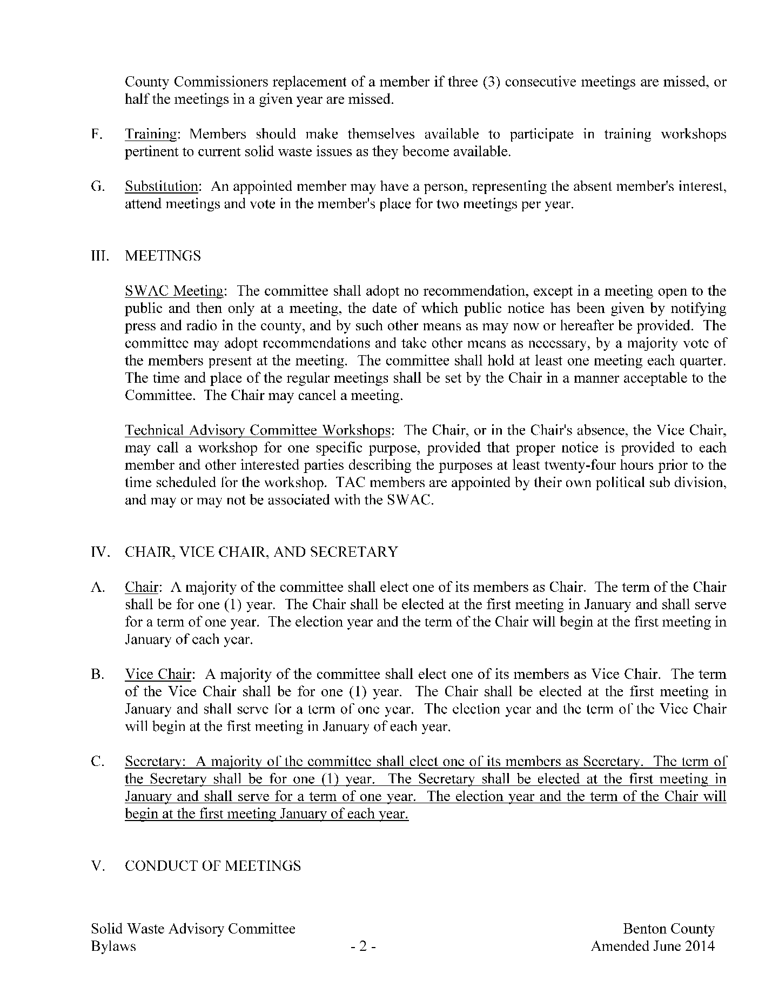 County Commissioners replacement of a member if three (3) consecutive meetings are missed, or
half the meetings in a given year are missed.
F. Training: Members should make themselves available to participate in training workshops
pertinent to current solid waste issues as they become available.
G. Substitution: An appointed member may have a person, representing the absent member's interest,
attend meetings and vote in the member's place for two meetings per year.
III. MEETINGS
SWAC Meeting: The committee shall adopt no recommendation, except in a meeting open to the
public and then only at a meeting, the date of which public notice has been given by notifying
press and radio in the county, and by such other means as may now or hereafter be provided. The
committee may adopt recommendations and take other means as necessary, by a majority vote of
the members present at the meeting. The committee shall hold at least one meeting each quarter.
The time and place of the regular meetings shall be set by the Chair in a manner acceptable to the
Committee. The Chair may cancel a meeting.
Technical Advisory Committee Workshops: The Chair, or in the Chair's absence, the Vice Chair,
may call a workshop for one specific purpose, provided that proper notice is provided to each
member and other interested parties describing the purposes at least twenty-four hours prior to the
time scheduled for the workshop. TAC members are appointed by their own political sub division,
and may or may not be associated with the SWAC.
IV. CHAIR, VICE CHAIR, AND SECRETARY
A. Chair: A majority of the committee shall elect one of its members as Chair. The term of the Chair
shall be for one (1) year. The Chair shall be elected at the first meeting in January and shall serve
for a term of one year. The election year and the term of the Chair will begin at the first meeting in
January of each year.
B. Vice Chair: A majority of the committee shall elect one of its members as Vice Chair. The term
of the Vice Chair shall be for one (1) year. The Chair shall be elected at the first meeting in
January and shall serve for a term of one year. The election year and the term of the Vice Chair
will begin at the first meeting in January of each year.
C. Secretary: A majority of the committee shall elect one of its members as Secretary. The term of
the Secretary shall be for one (1) year. The Secretary shall be elected at the first meeting in
January and shall serve for a term of one year. The election year and the term of the Chair will
begin at the first meeting January of each year.
V. CONDUCT OF MEETINGS
Solid Waste Advisory Committee Benton County
Bylaws - 2 - Amended June 2014